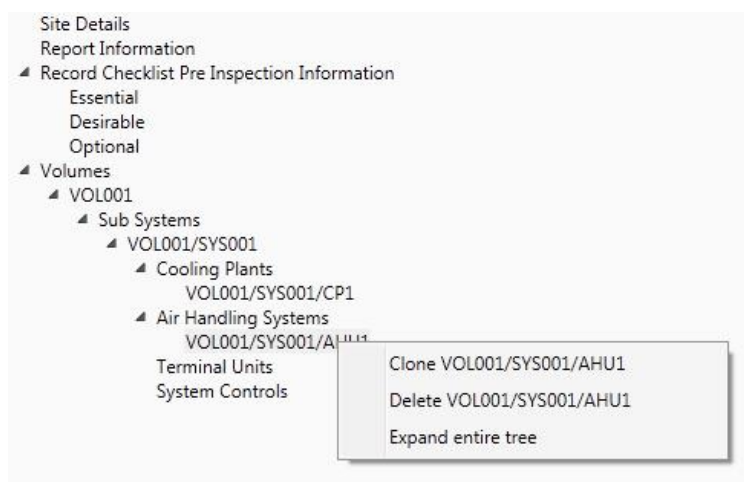 Site Details
Report Information
Record Checklist Pre Inspection Information
Essential
Desirable
Optional
Volumes
VOL001
Sub Systems
VOL001/SYS001
Cooling Plants
VOL001/SYS001/CP1
Air Handling Systems
VOL001/SYS001/AHU1
Terminal Units
System Controls
Clone VOL001/SYS001/AHU1
Delete VOL001/SYS001/AHU1
Expand entire tree